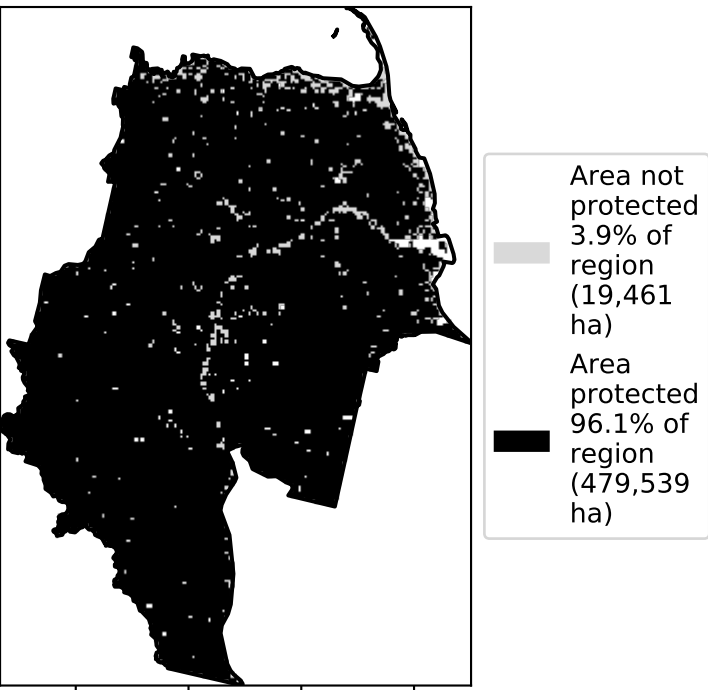 Area not
protected
3.9% of
region
(19,461
ha)
Area
protected
96.1% of
region
(479,539
ha)